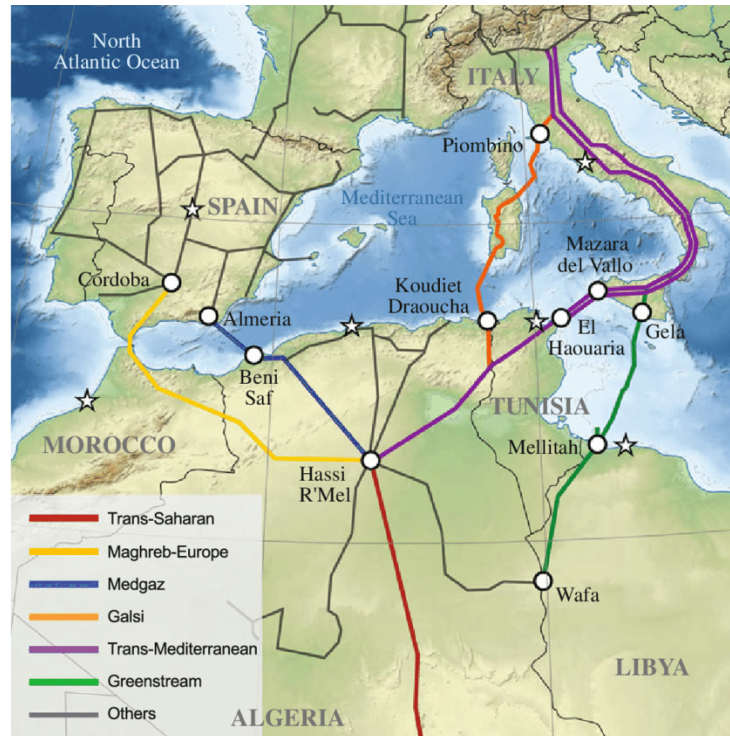 North
Atlantic Ocean
ITALY
Piombino
SPAIN
Mediterranean
Sea
Mazara
del Vallo
Cordoba
Koudiet
Draoucha
Almeria
El
Haouaria
Gela
Beni
Saf
TUNISIA
MOROCCO
Mellitah
Hassi
R'Mel
Trans-Saharan
Maghreb-Europe
Medgaz
Galsi
Trans-Mediterranean
Greenstream
Others
Wafa
LIBYA
ALGERIA